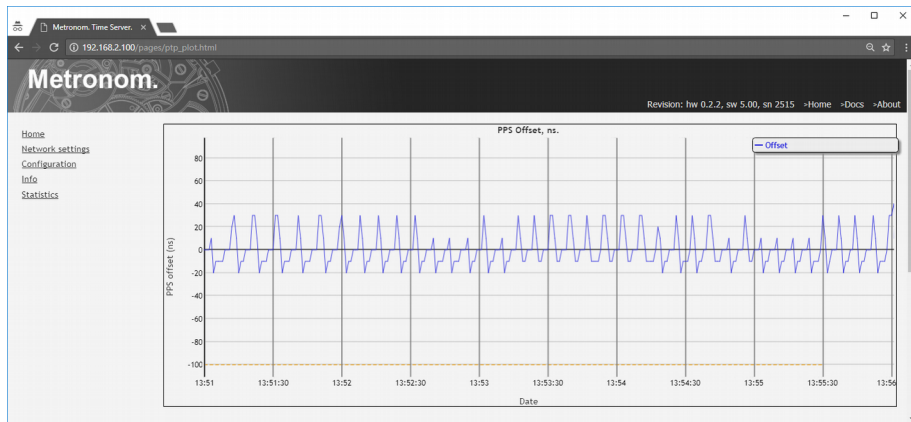 Metronom. Time Server.
192.168.2.100/pages/ptp_plot.html
Metronom.
Revision: hw 0.2.2, sw 5.00, sn 2515 >Home >Docs >About
Home
Network settings
Configuration
Info
Statistics
PPS Offset, ns.
Offset
80
60
40
20
0
-20
-40
-60
-80
-100
PPS offset (ns)
13:51 13:51:30 13:52 13:52:30 13:53 13:53:30 13:54 13:54:30 13:55 13:55:30 13:56
Date